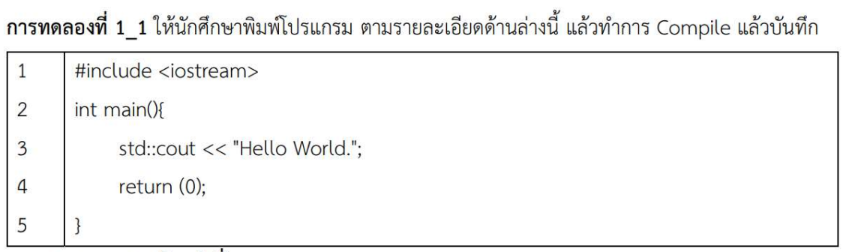 การทดลองที่ 1_1 ให้นักศึกษาพิมพ์โปรแกรม ตามรายละเอียดด้านล่างนี้ แล้วทำการ Compile แล้วบันทึก
1 #include <iostream>
2 int main(){
3 std::cout << "Hello World.";
4 return (0);
5 }